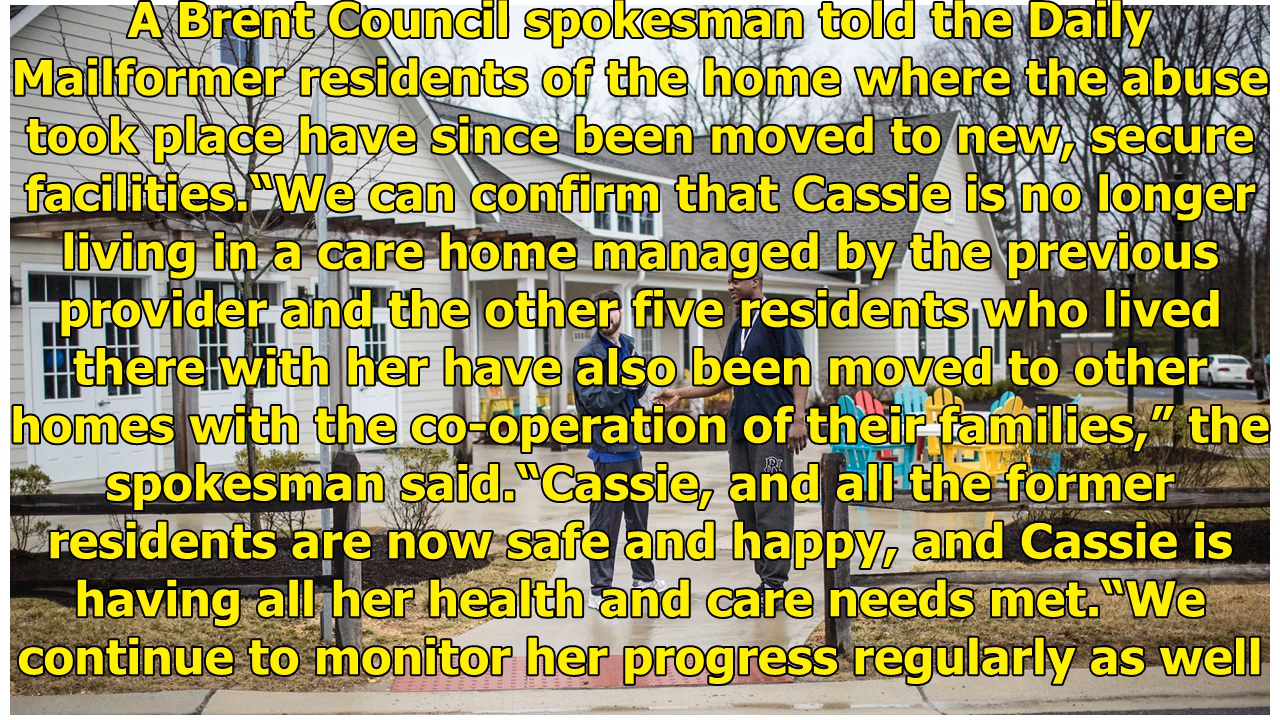 A Brent Council spokesman told the Daily
Mailformer residents of the home where the abuse
took place have since been moved to new, secure
facilities.“We can confirm that Cassie is no longer
living in a care home managed by the previous
provider and the other five residents who lived
there with her have also been moved to other
homes with the co-operation of their families,” the
spokesman said.“Cassie, and all the former
residents are now safe and happy, and Cassie is
having all her health and care needs met.“We
continue to monitor her progress regularly as well